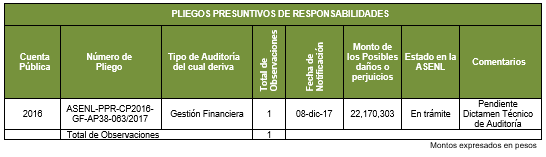 PLIEGOS PRESUNTIVOS DE RESPONSABILIDADES
Cuenta
Pública
Número de
Pliego
Tipo de Auditoría
del cual deriva
Total de
Observaciones
Fecha de
Notificación
Monto de
los Posibles
daños o
perjuicios
Estado en la
ASENL
Comentarios
2016
ASENL-PPR-CP2016-
GF-AP38-063/2017
Gestión Financiera
1
08-dic-17
22,170,303
En trámite
Pendiente
Dictamen Técnico
de Auditoría
Total de Observaciones
1
Montos expresados en pesos